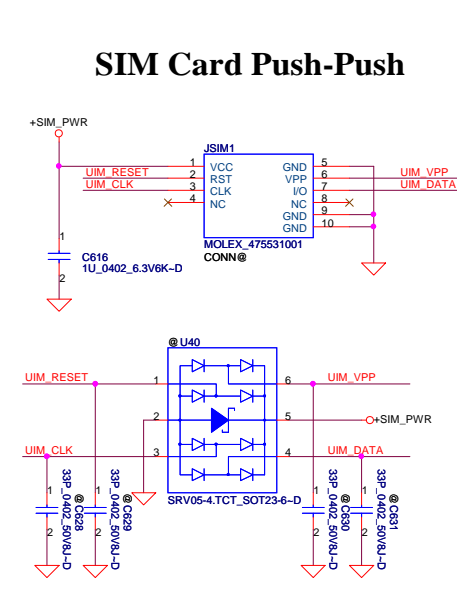 SIM Card Push-Push
+SIM_PWR
JSIM1
UIM_RESET
UIM_CLK
1
2
3
4
VCC
RST
CLK
NC
GND
VPP
I/O
NC
GND
GND
5
6
7
8
9
10
UIM_VPP
UIM_DATA
MOLEX_475531001
CONN@
1
2
C616
1U_0402_6.3V6K~D
@U40
UIM_RESET
1
6
UIM_VPP
2
5
+SIM_PWR
UIM_CLK
3
4
UIM_DATA
SRV05-4.TCT_SOT23-6~D
1
2
@C628
33P_0402_50V8J~D
1
2
@C629
33P_0402_50V8J~D
1
2
@C630
33P_0402_50V8J~D
1
2
@C631
33P_0402_50V8J~D